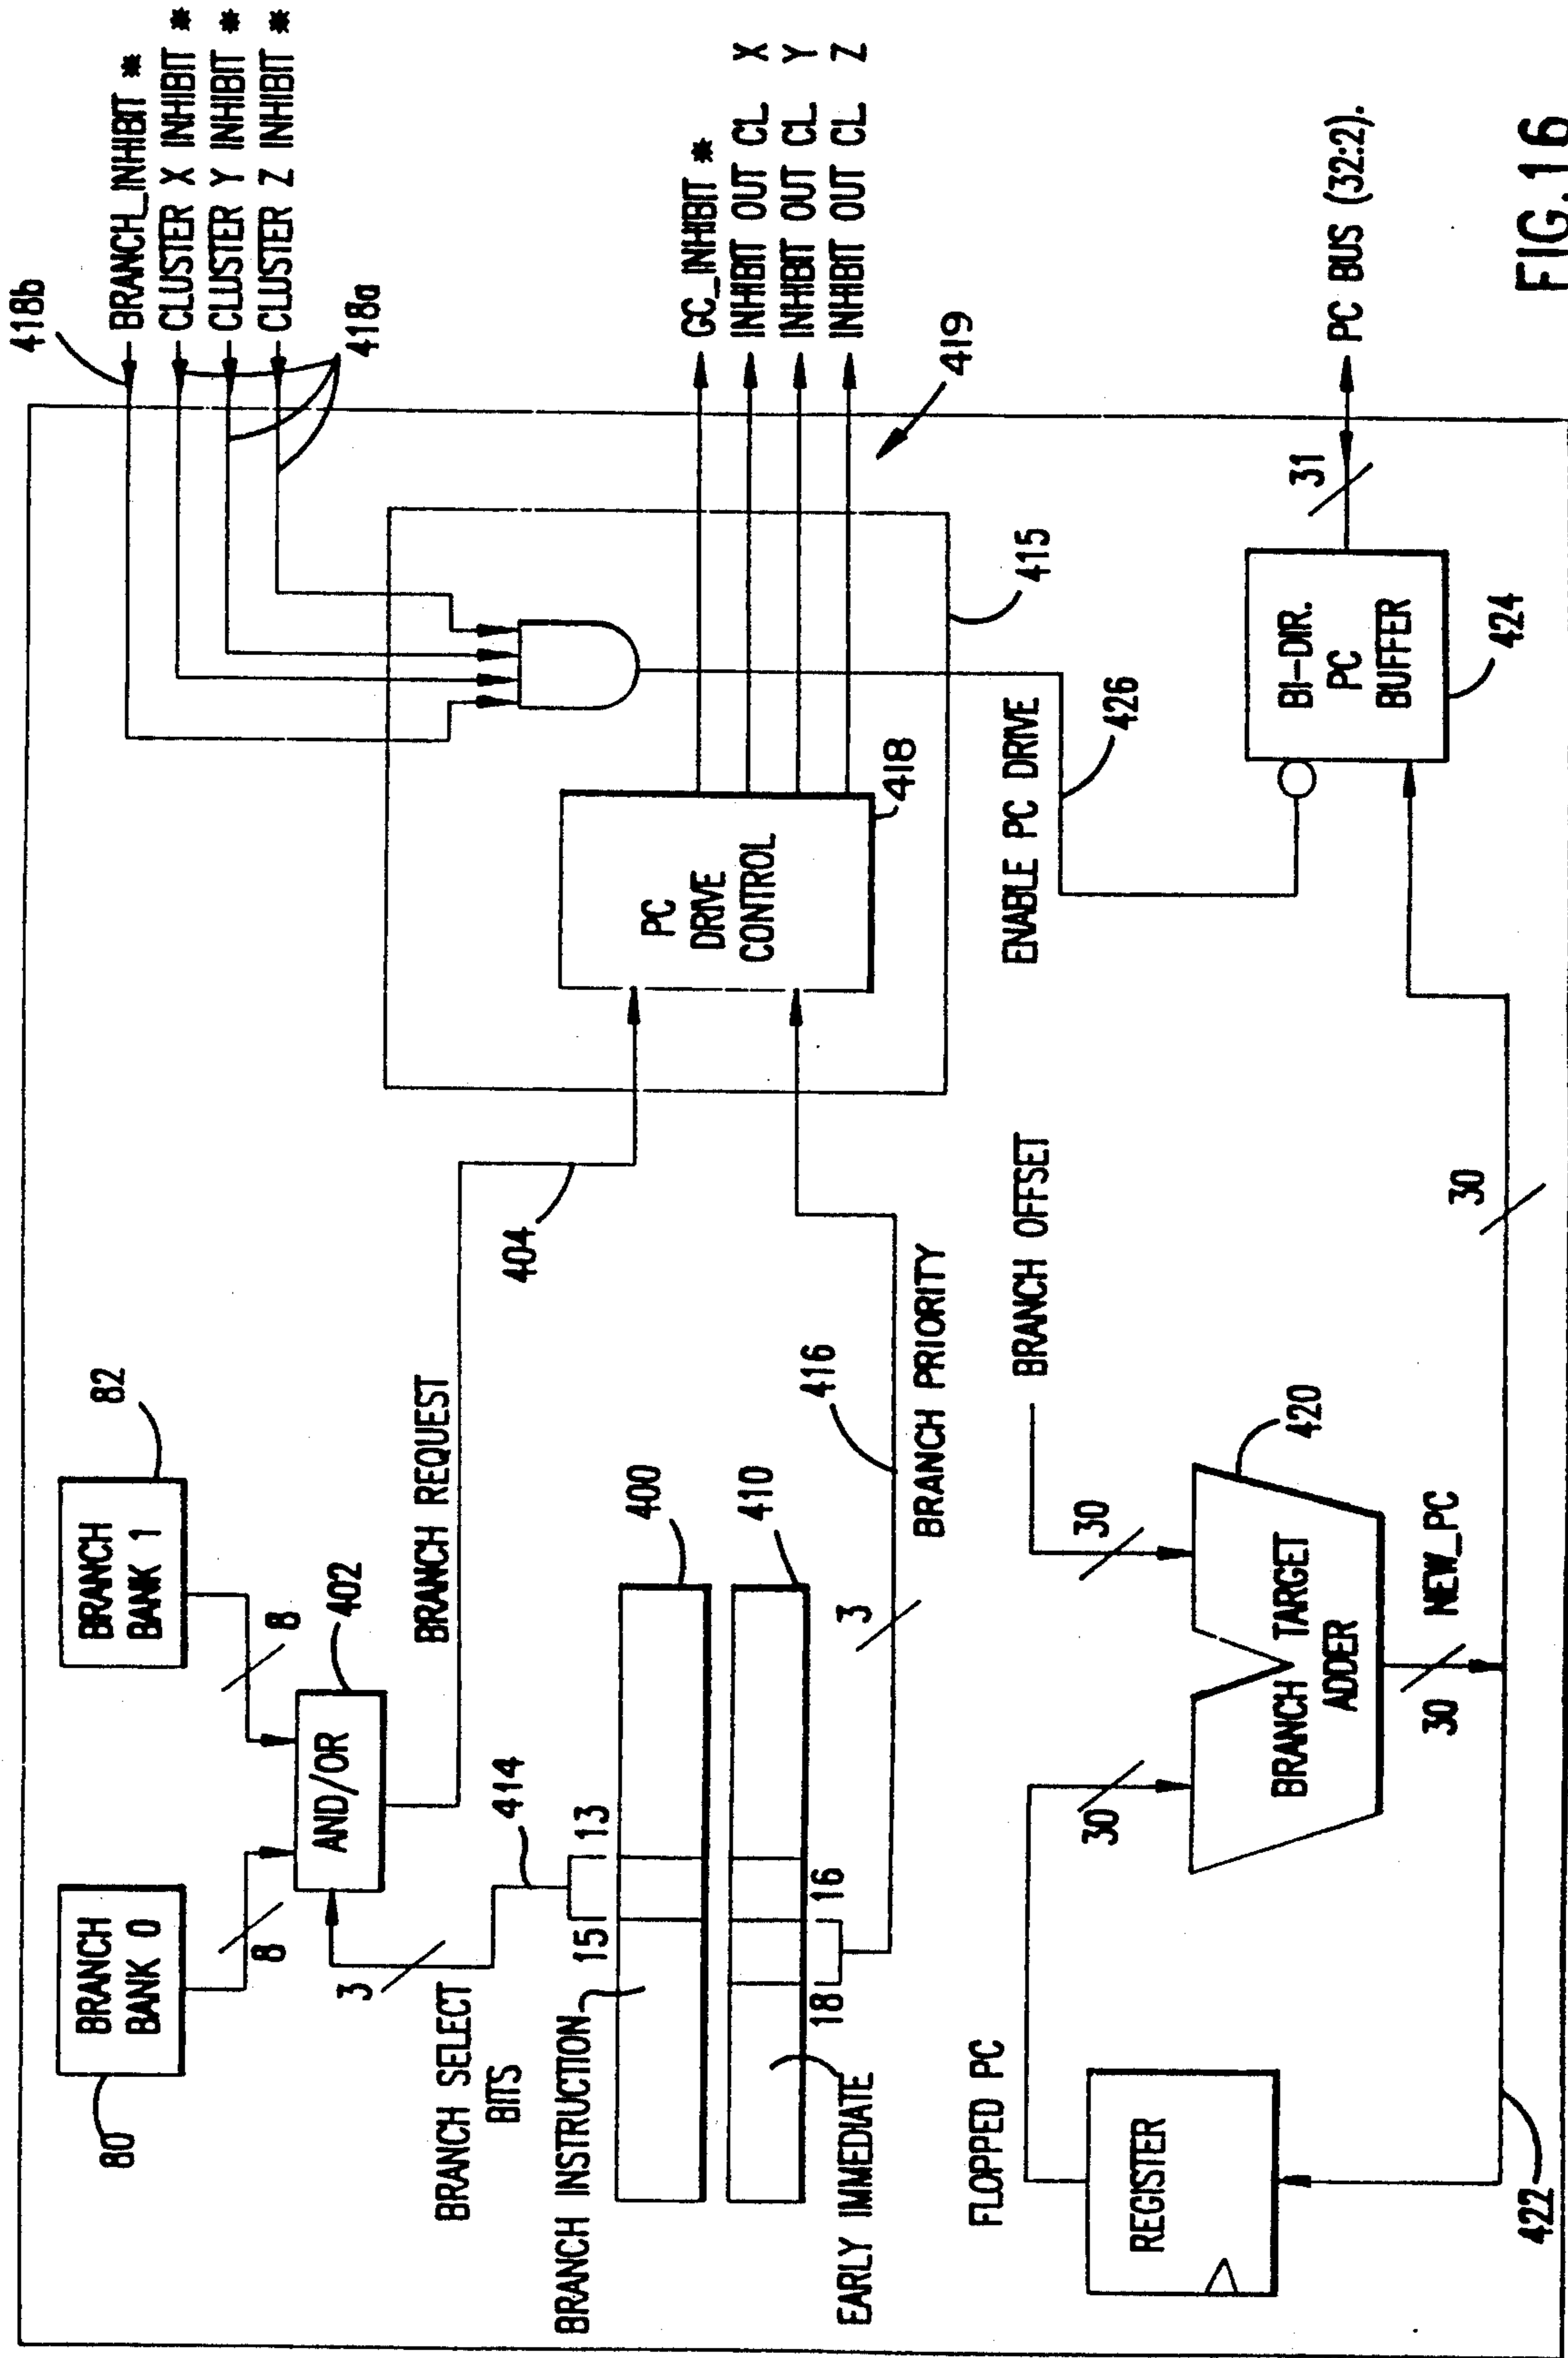 80
BRANCH
BANK 0
8
BRANCH
BANK 1
82
8
AND/OR
402
3
BRANCH SELECT
BITS
414
BRANCH REQUEST
404
BRANCH INSTRUCTION
15
13
400
EARLY IMMEDIATE
18
16
410
3
416
BRANCH PRIORITY
PC
DRIVE
CONTROL
418
415
418b
BRANCH_INHIBIT *
CLUSTER X INHIBIT *
CLUSTER Y INHIBIT *
CLUSTER Z INHIBIT *
418a
GC_INHIBIT *
INHIBIT OUT CL X
INHIBIT OUT CL Y
INHIBIT OUT CL Z
419
ENABLE PC DRIVE
426
FLOPPED PC
REGISTER
30
BRANCH OFFSET
30
BRANCH TARGET
ADDER
420
30
NEW_PC
422
30
BI-DIR.
PC
BUFFER
424
31
PC BUS (32:2).
FIG.16